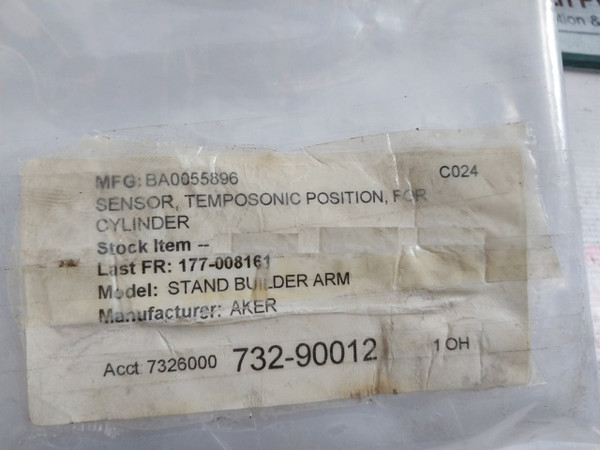 MFG: BA0055896
C024
SENSOR, TEMPOSONIC POSITION, FOR
CYLINDER
Stock Item --
Last FR: 177-008161
Model: STAND BUILDER ARM
Manufacturer: AKER
Acct 7326000 732-90012 1 OH